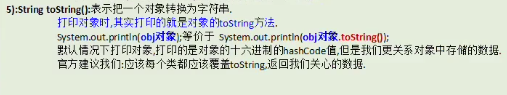 5):String toString():表示把一个对象转换为字符串.
打印对象时,其实打印的就是对象的toString方法.
System.out.println(obj对象);等价于 System.out.println(obj对象.toString());
默认情况下打印对象,打印的是对象的十六进制的hashCode值,但是我们更关系对象中存储的数据.
官方建议我们:应该每个类都应该覆盖toString,返回我们关心的数据.